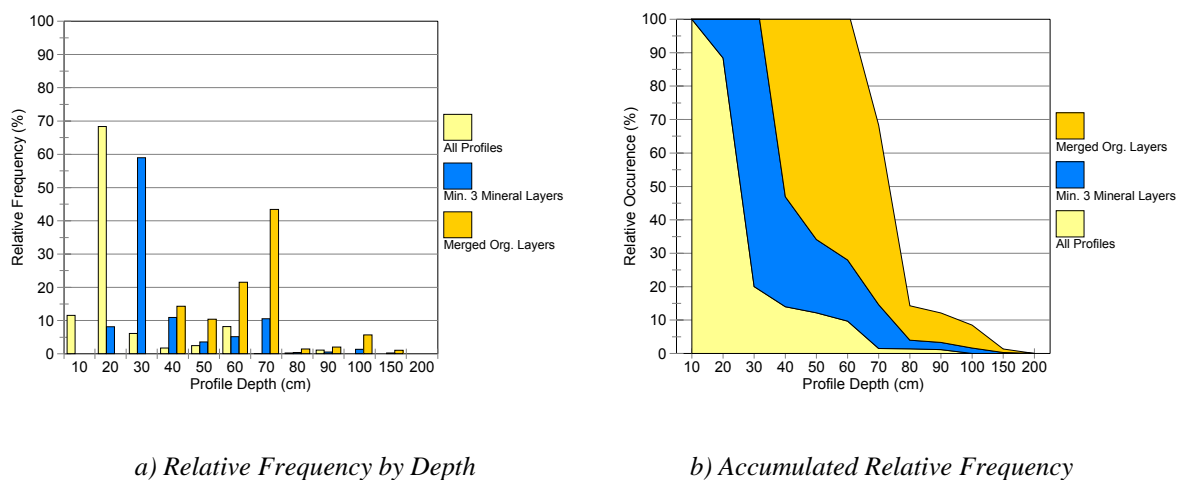 100
90
80
70
60
50
40
30
20
10
0
Relative Frequency (%)
10 20 30 40 50 60 70 80 90 100 150 200
Profile Depth (cm)
All Profiles
Min. 3 Mineral Layers
Merged Org. Layers
a) Relative Frequency by Depth
100
90
80
70
60
50
40
30
20
10
0
Relative Occurrence (%)
10 20 30 40 50 60 70 80 90 100 150 200
Profile Depth (cm)
Merged Org. Layers
Min. 3 Mineral Layers
All Profiles
b) Accumulated Relative Frequency